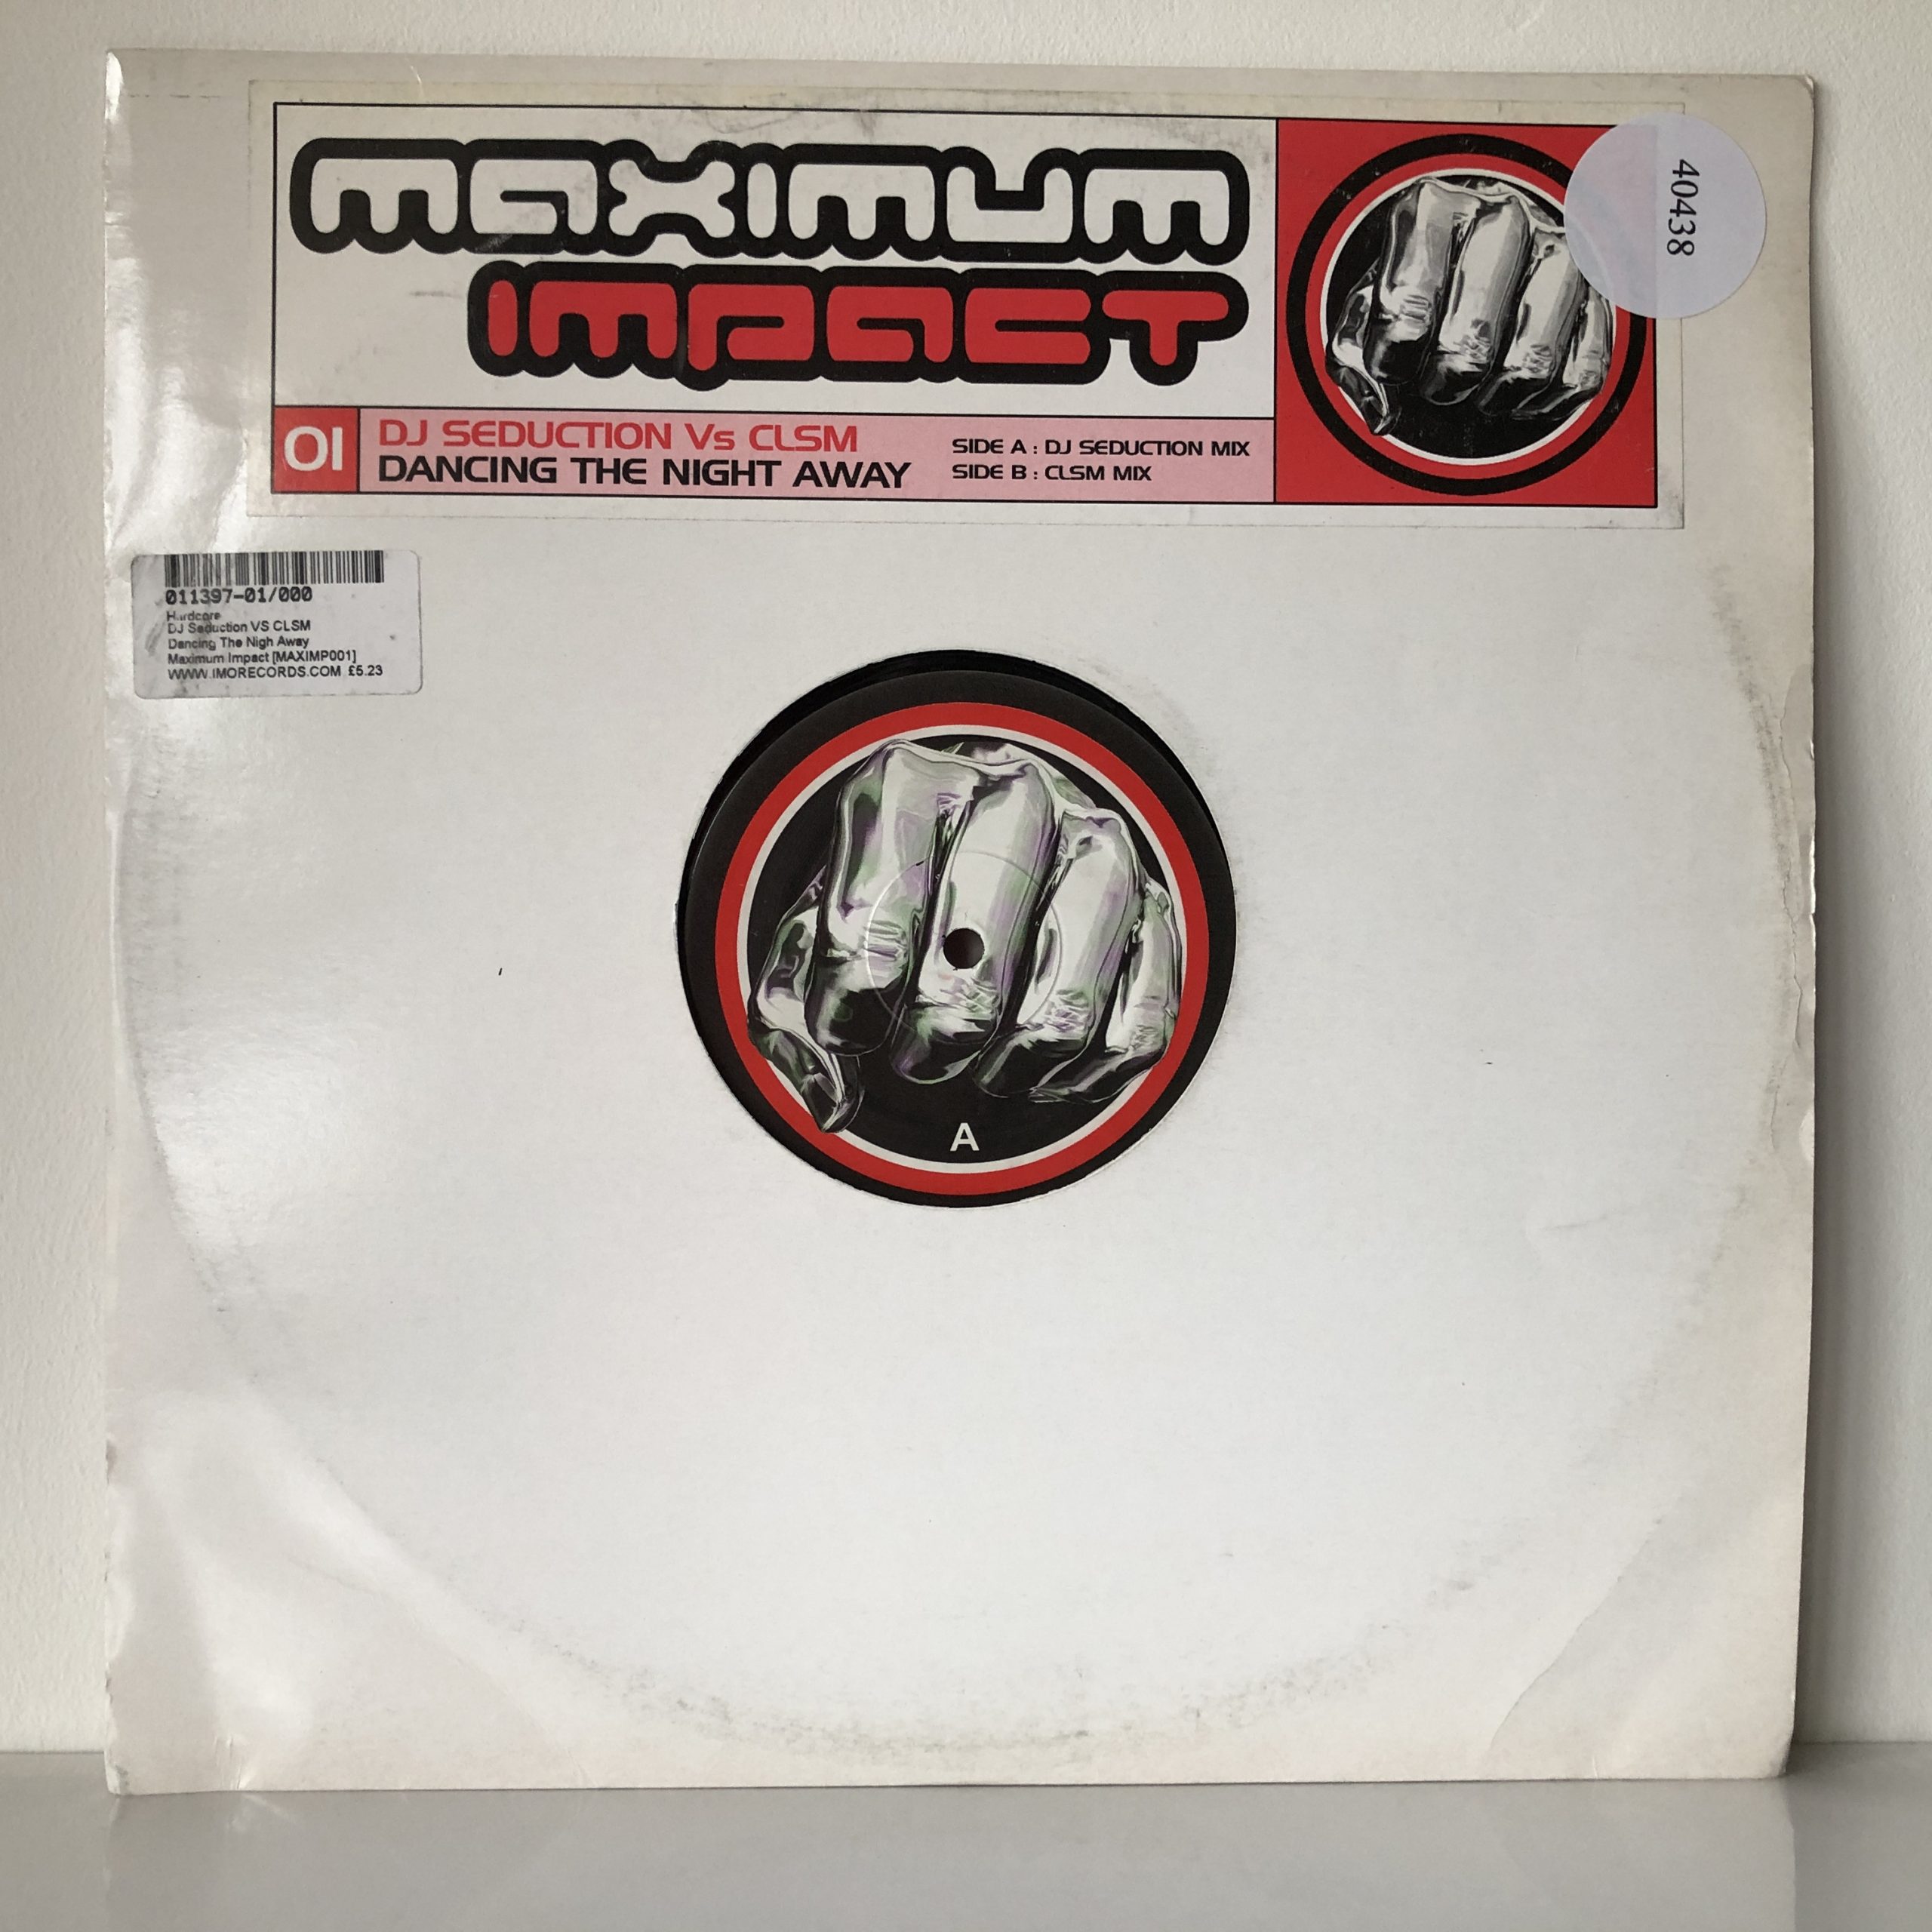 MAXIMUM
IMPACT
40438
01
DJ SEDUCTION Vs CLSM
DANCING THE NIGHT AWAY
SIDE A : DJ SEDUCTION MIX
SIDE B : CLSM MIX
011397-01/000
Hardcore
DJ Seduction VS CLSM
Dancing The Nigh Away
Maximum Impact [MAXIMP001]
WWW.IMORECORDS.COM £5.23
A